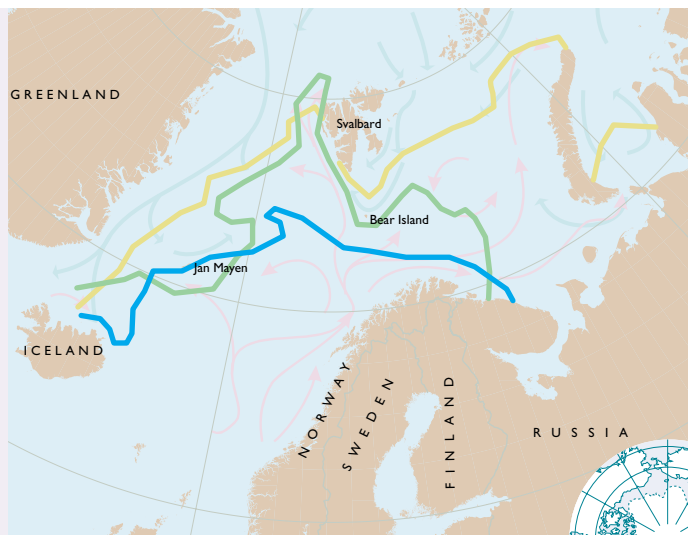 GREENLAND
Svalbard
Bear Island
Jan Mayen
ICELAND
NORWAY
SWEDEN
FINLAND
RUSSIA